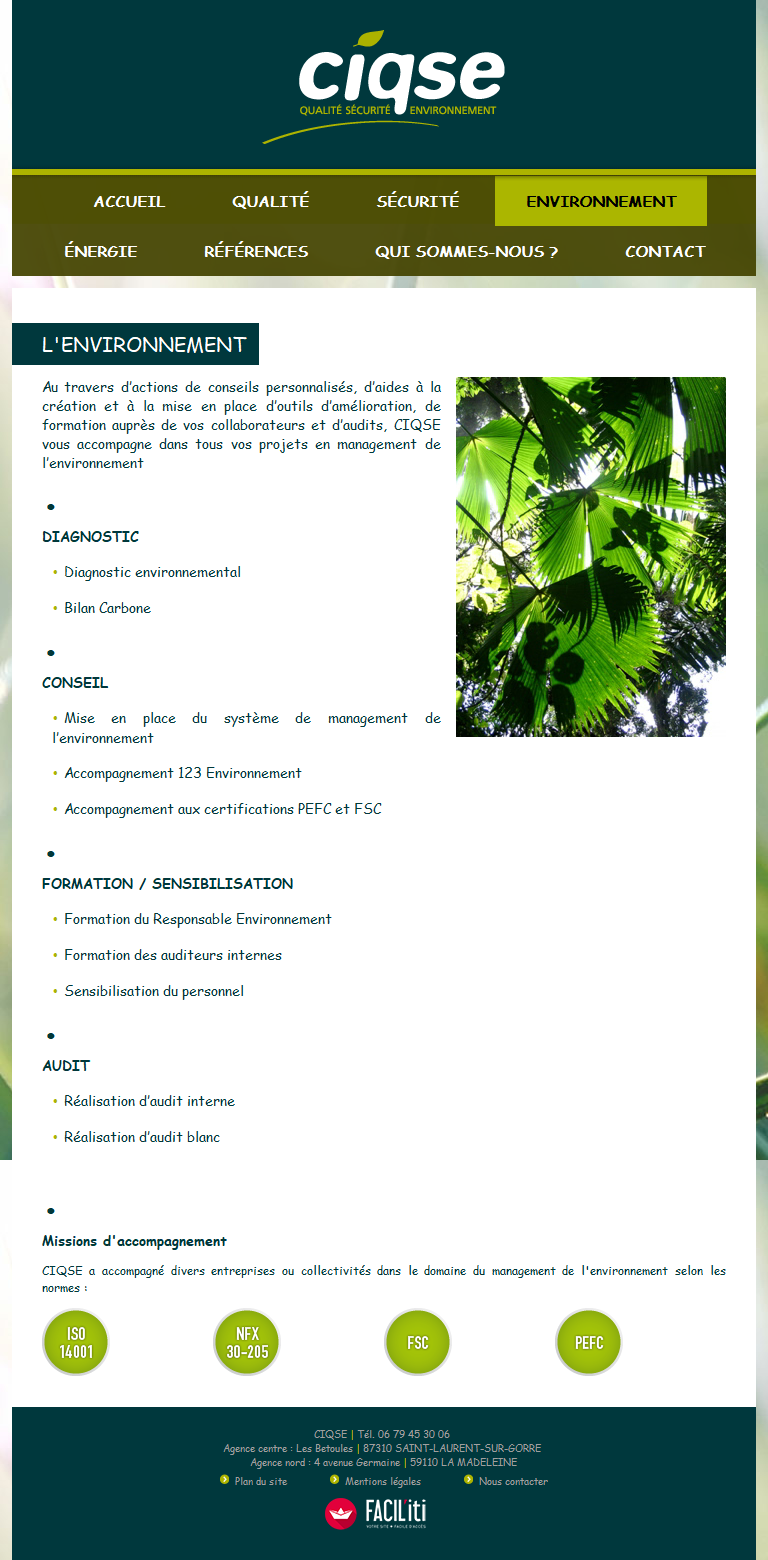 ciqse
QUALITÉ SÉCURITÉ ENVIRONNEMENT
ACCUEIL QUALITÉ SÉCURITÉ ENVIRONNEMENT
ÉNERGIE RÉFÉRENCES QUI SOMMES-NOUS ? CONTACT
L'ENVIRONNEMENT
Au travers d’actions de conseils personnalisés, d’aides à la
création et à la mise en place d’outils d’amélioration, de
formation auprès de vos collaborateurs et d’audits, CIQSE
vous accompagne dans tous vos projets en management de
l’environnement
•
DIAGNOSTIC
• Diagnostic environnemental
• Bilan Carbone
•
CONSEIL
• Mise en place du système de management de
l’environnement
• Accompagnement 123 Environnement
• Accompagnement aux certifications PEFC et FSC
•
FORMATION / SENSIBILISATION
• Formation du Responsable Environnement
• Formation des auditeurs internes
• Sensibilisation du personnel
•
AUDIT
• Réalisation d’audit interne
• Réalisation d’audit blanc
•
Missions d'accompagnement
CIQSE a accompagné divers entreprises ou collectivités dans le domaine du management de l'environnement selon les
normes :
ISO
14001
NFX
30-205
FSC
PEFC
CIQSE | Tél. 06 79 45 30 06
Agence centre : Les Betoules | 87310 SAINT-LAURENT-SUR-GORRE
Agence nord : 4 avenue Germaine | 59110 LA MADELEINE
Plan du site Mentions légales Nous contacter
FACIL'iti
VOTRE SITE + FACILE D'ACCÈS